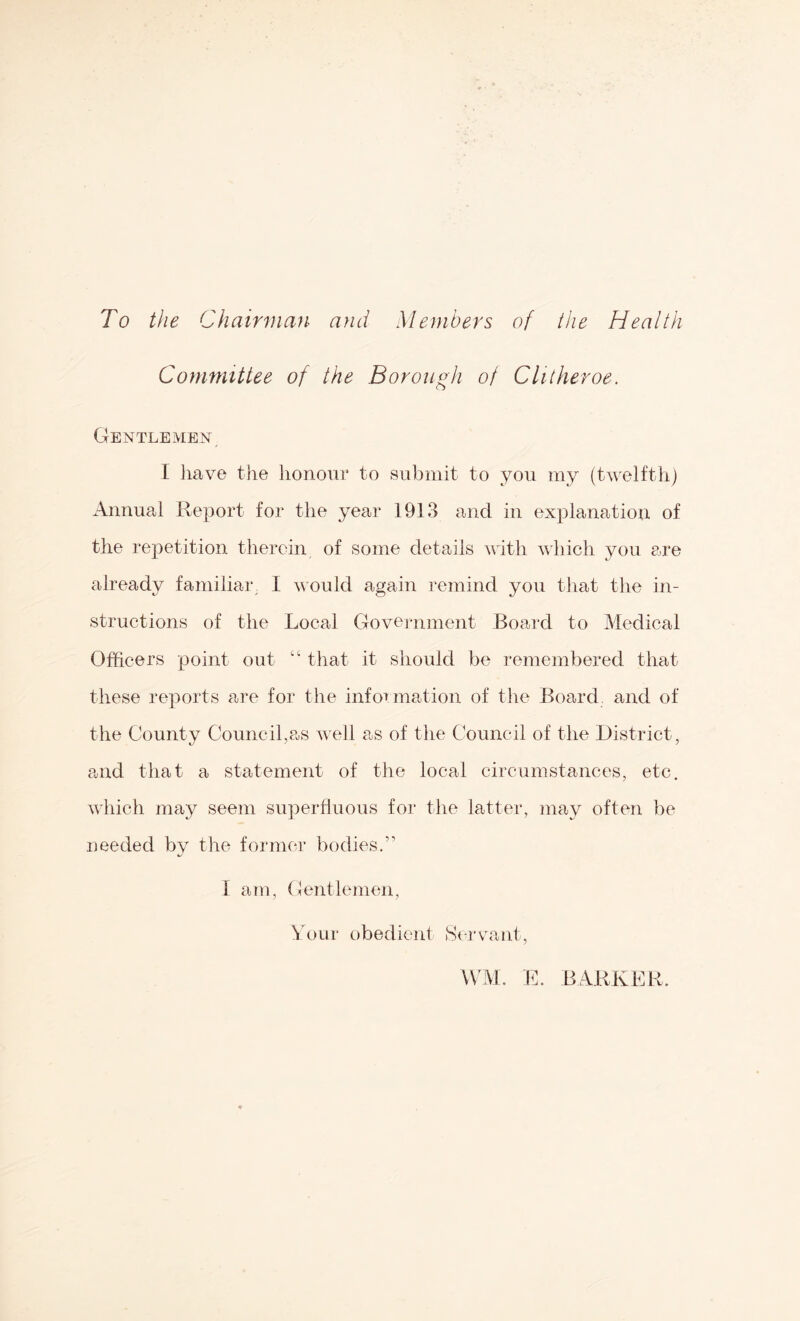 To the Chairman and Members of the Health
Committee of the Borough of Clitheroe.
GENTLEMEN,
I have the honour to submit to you my (twelfth)
Annual Report for the year 1913 and in explanation of
the repetition therein, of some details with which you are
already familiar, I would again remind you that the in-
structions of the Local Government Board to Medical
Officers point out “ that it should be remembered that
these reports are for the information of the Board, and of
the County Council,as well as of the Council of the District,
and that a statement of the local circumstances, etc.
which may seem superfluous for the latter, may often be
needed by the former bodies.”
I am, Gentlemen,
Your obedient Servant,
WM. E. BARKER.